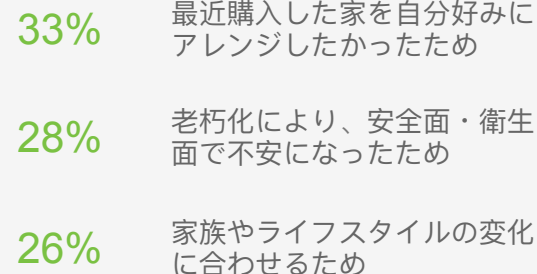 33%
最近購入した家を自分好みに
アレンジしたかったため
28%
老朽化により、安全面・衛生
面で不安になったため
26%
家族やライフスタイルの変化
に合わせるため